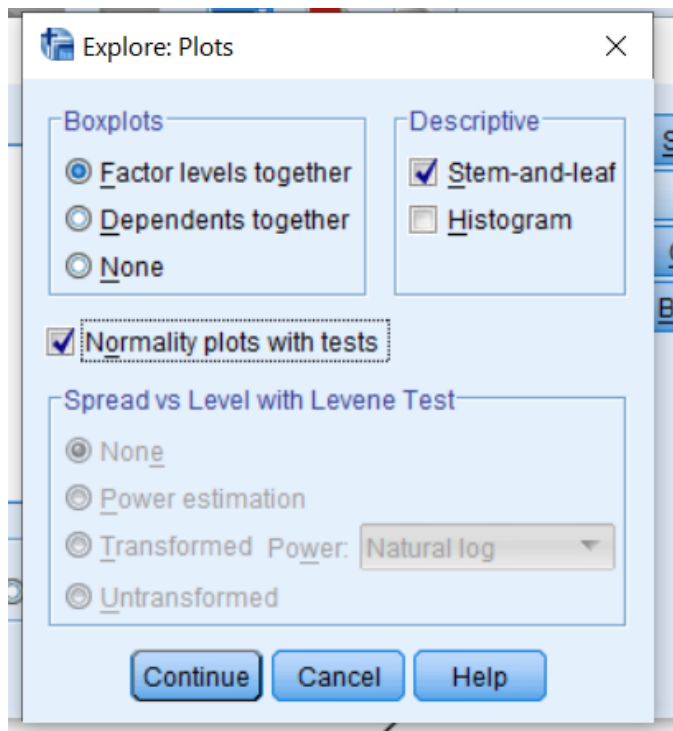 Explore: Plots
Boxplots
Factor levels together
Dependents together
None
Descriptive
Stem-and-leaf
Histogram
Normality plots with tests
Spread vs Level with Levene Test
None
Power estimation
Transformed Power: Natural log
Untransformed
Continue Cancel Help